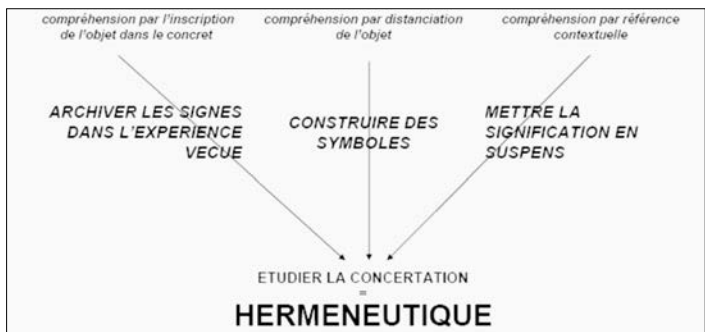 compréhension par l'inscription
de l'objet dans le concret
compréhension par distanciation
de l'objet
compréhension par référence
contextuelle
ARCHIVER LES SIGNES
DANS L'EXPERIENCE
VECUE
CONSTRUIRE DES
SYMBOLES
METTRE LA
SIGNIFICATION EN
SUSPENS
ETUDIER LA CONCERTATION
=
HERMENEUTIQUE